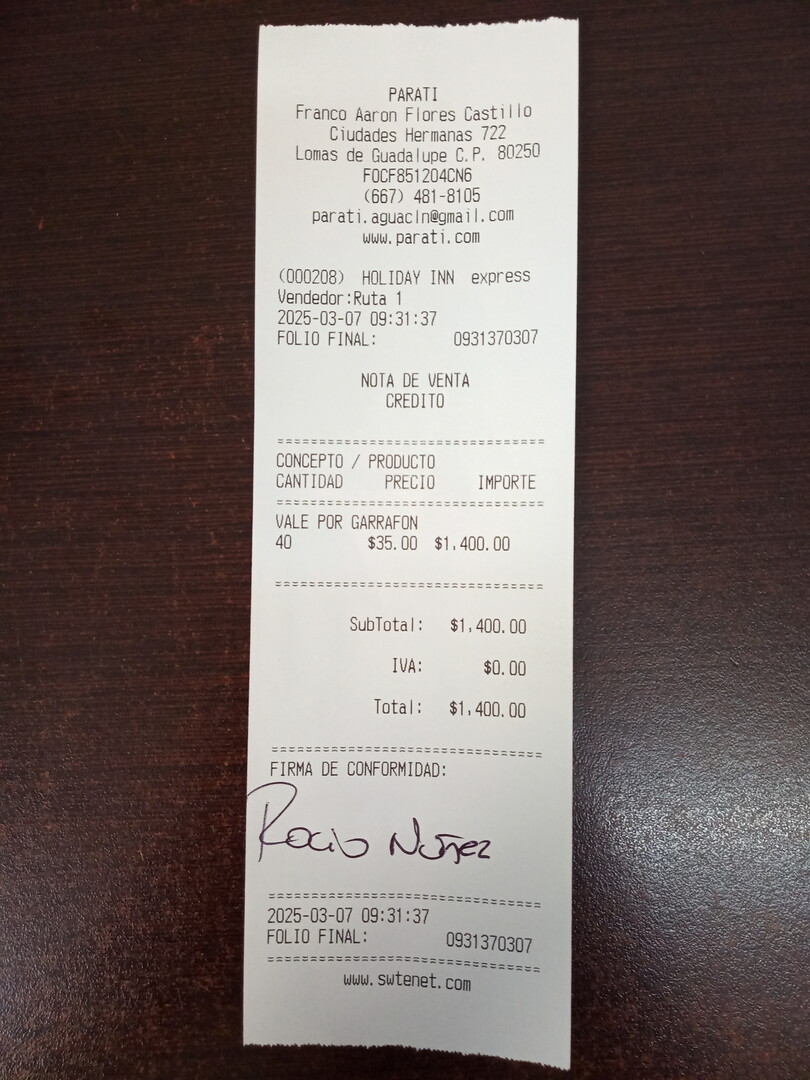 PARATI
Franco Aaron Flores Castillo
Ciudades Hermanas 722
Lomas de Guadalupe C.P. 80250
FOCF851204CN6
(667) 481-8105
parati.aguacln@gmail.com
www.parati.com
(000208) HOLIDAY INN express
Vendedor:Ruta 1
2025-03-07 09:31:37
FOLIO FINAL: 0931370307
NOTA DE VENTA
CREDITO
================================
CONCEPTO / PRODUCTO
CANTIDAD PRECIO IMPORTE
================================
VALE POR GARRAFON
40 $35.00 $1,400.00
================================
SubTotal: $1,400.00
IVA: $0.00
Total: $1,400.00
================================
FIRMA DE CONFORMIDAD:
Rocio Nuñez
================================
2025-03-07 09:31:37
FOLIO FINAL: 0931370307
================================
www.swtenet.com